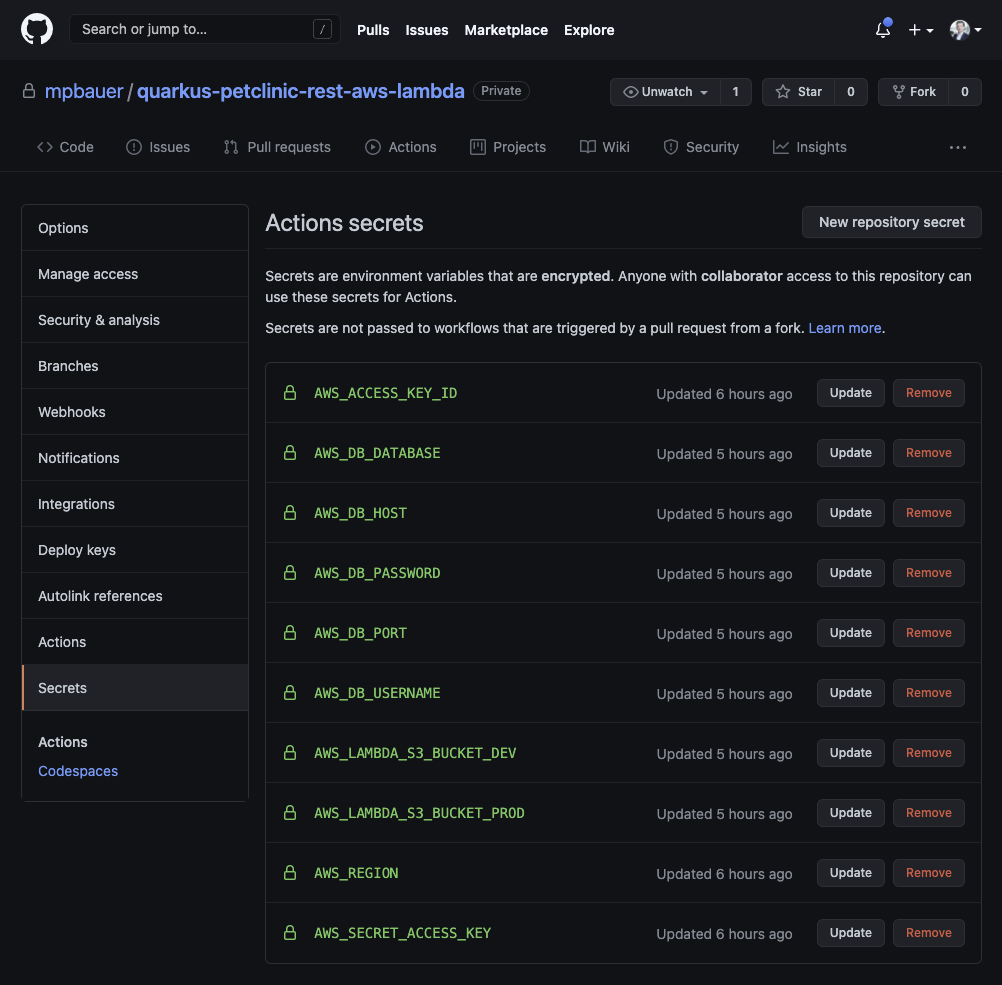 Search or jump to... /
Pulls Issues Marketplace Explore
mpbauer / quarkus-petclinic-rest-aws-lambda Private
Unwatch 1 Star 0 Fork 0
Code Issues Pull requests Actions Projects Wiki Security Insights ...
Options
Manage access
Security & analysis
Branches
Webhooks
Notifications
Integrations
Deploy keys
Autolink references
Actions
Secrets
Actions
Codespaces
Actions secrets
New repository secret
Secrets are environment variables that are encrypted. Anyone with collaborator access to this repository can
use these secrets for Actions.
Secrets are not passed to workflows that are triggered by a pull request from a fork. Learn more.
AWS_ACCESS_KEY_ID Updated 6 hours ago Update Remove
AWS_DB_DATABASE Updated 5 hours ago Update Remove
AWS_DB_HOST Updated 5 hours ago Update Remove
AWS_DB_PASSWORD Updated 5 hours ago Update Remove
AWS_DB_PORT Updated 5 hours ago Update Remove
AWS_DB_USERNAME Updated 5 hours ago Update Remove
AWS_LAMBDA_S3_BUCKET_DEV Updated 5 hours ago Update Remove
AWS_LAMBDA_S3_BUCKET_PROD Updated 5 hours ago Update Remove
AWS_REGION Updated 6 hours ago Update Remove
AWS_SECRET_ACCESS_KEY Updated 6 hours ago Update Remove